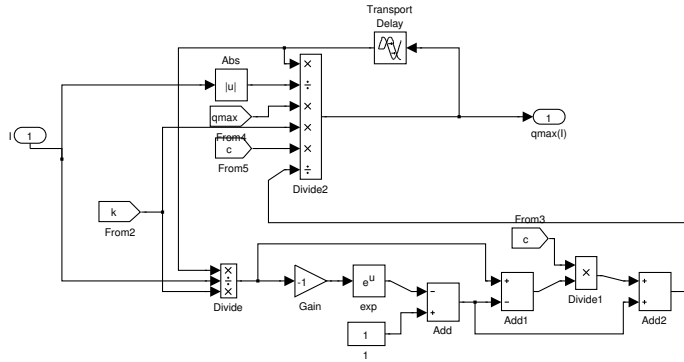 Transport
Delay
Abs
|u|
×
÷
×
×
×
÷
qmax
From4
c
From5
Divide2
I
1
1
qmax(I)
k
From2
From3
c
×
÷
×
Divide
-1
Gain
e^u
exp
−
+
Add
1
1
+
−
Add1
×
Divide1
+
+
Add2